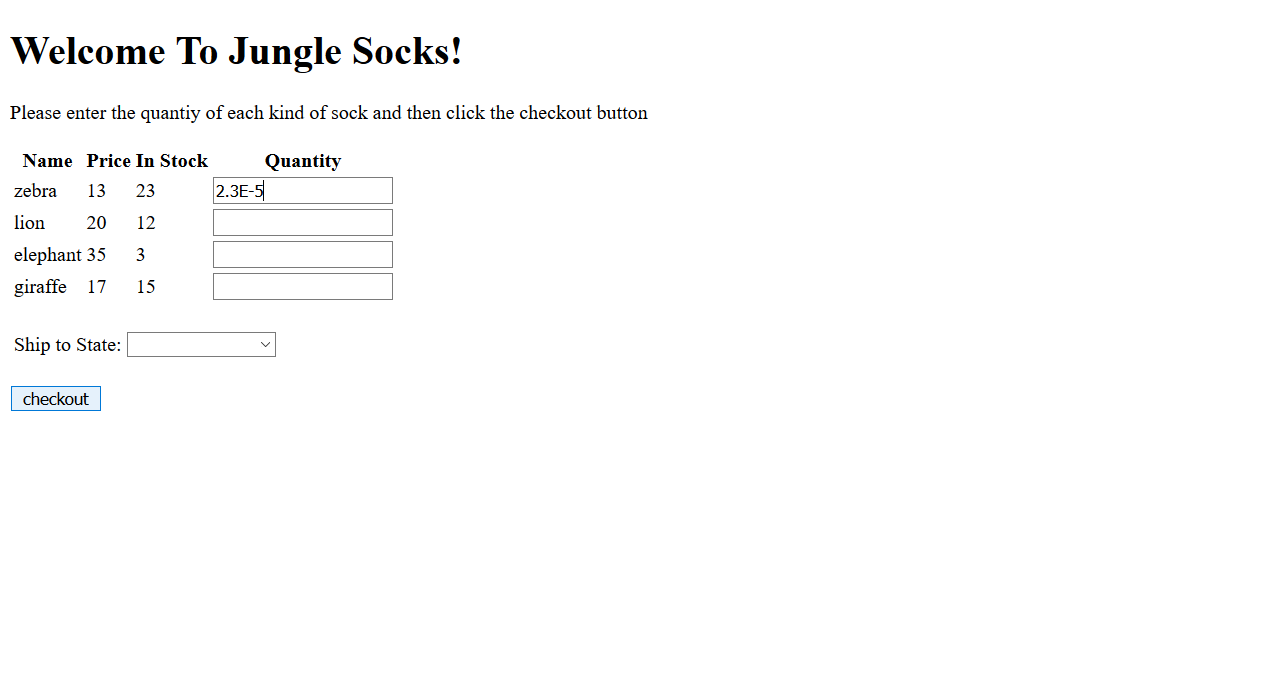 Welcome To Jungle Socks!
Please enter the quantiy of each kind of sock and then click the checkout button
Name Price In Stock Quantity
zebra 13 23 2.3E-5
lion 20 12
elephant 35 3
giraffe 17 15
Ship to State:
checkout